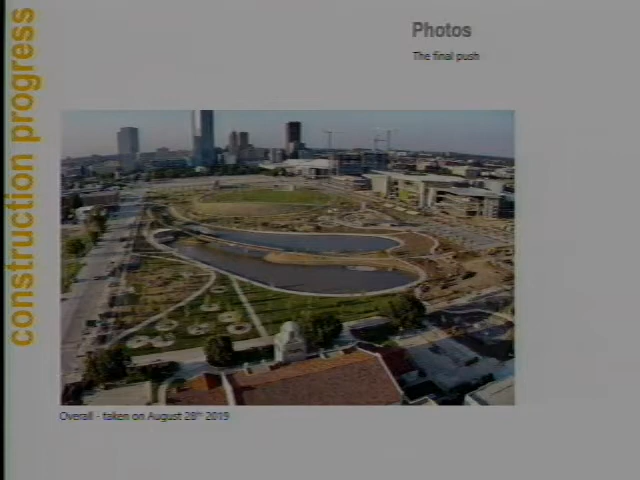 construction progress
Photos
The final push
Overall - taken on August 28th 2019